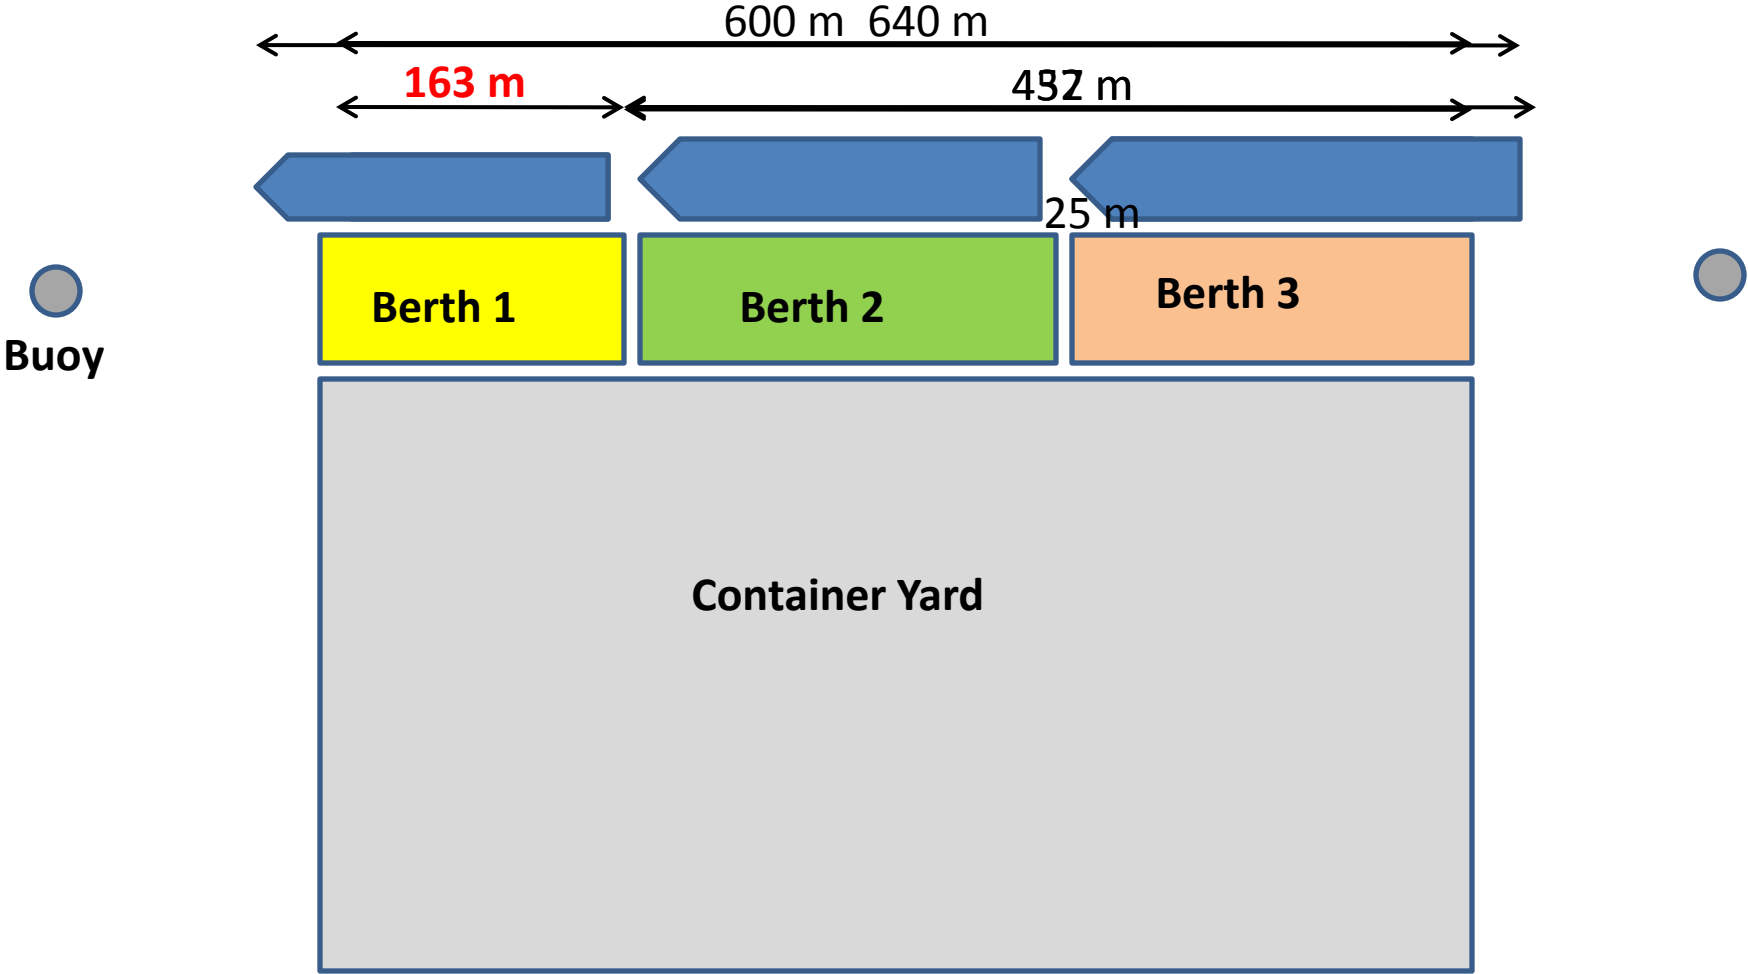 600 m 640 m
163 m
m
25 m
Berth 1
Berth 2
Berth 3
Buoy
Container Yard